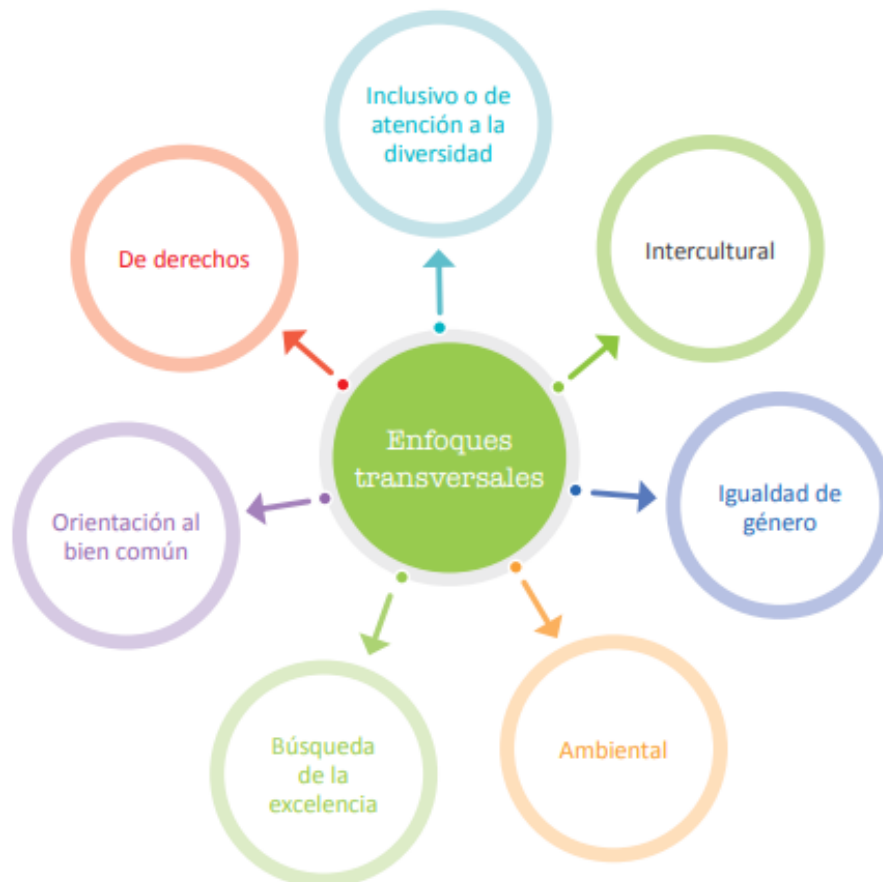 Inclusivo o de
atención a la
diversidad
De derechos
Intercultural
Enfoques
transversales
Igualdad de
género
Orientación al
bien común
Búsqueda
de la
excelencia
Ambiental